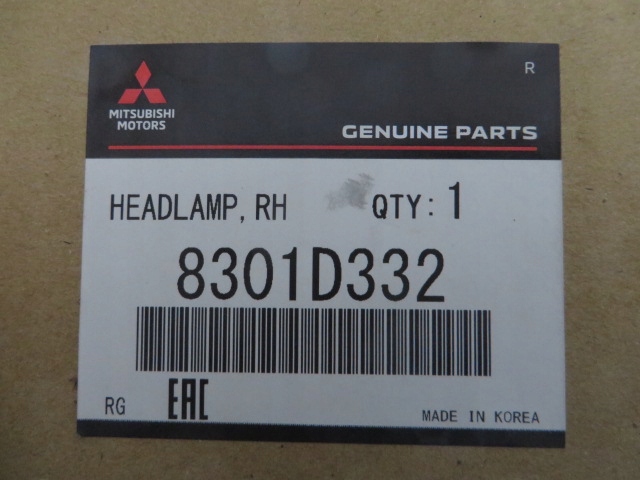 R
MITSUBISHI
MOTORS
GENUINE PARTS
HEADLAMP, RH QTY: 1
8301D332
RG EAC MADE IN KOREA